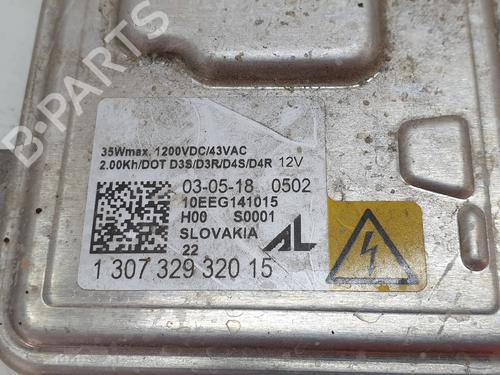 B-PARTS
35Wmax. 1200VDC/43VAC
2.00Kh/DOT D3S/D3R/D4S/D4R 12V
03-05-18 0502
10EEG141015
H00 S0001
SLOVAKIA
22
AL
1 307 329 320 15